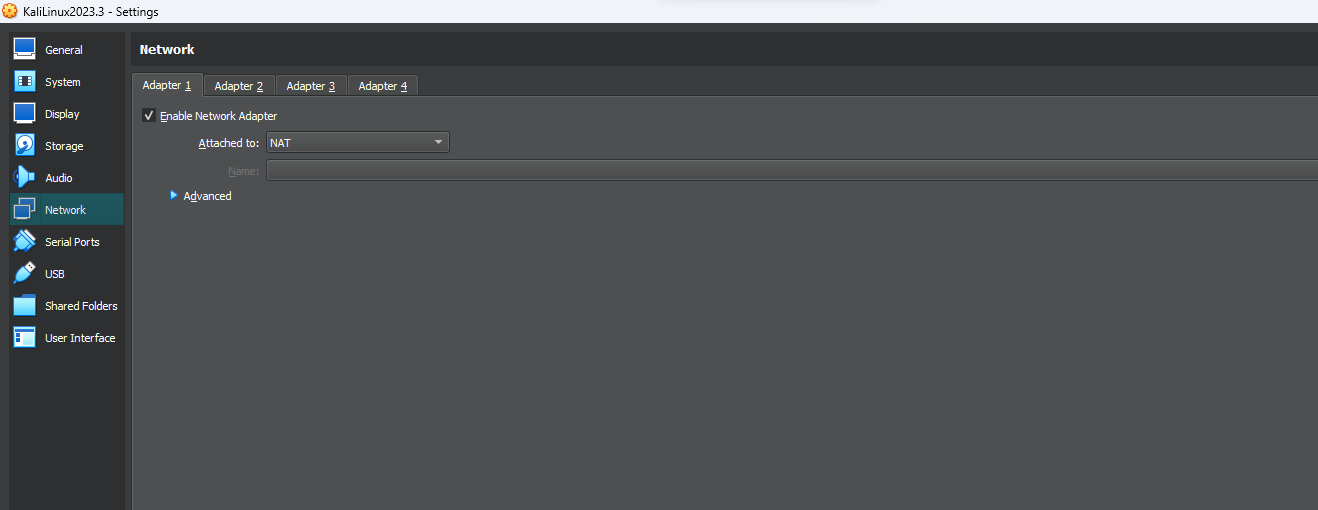 KaliLinux2023.3 - Settings
General
System
Display
Storage
Audio
Network
Serial Ports
USB
Shared Folders
User Interface
Network
Adapter 1 Adapter 2 Adapter 3 Adapter 4
Enable Network Adapter
Attached to: NAT
Name:
Advanced